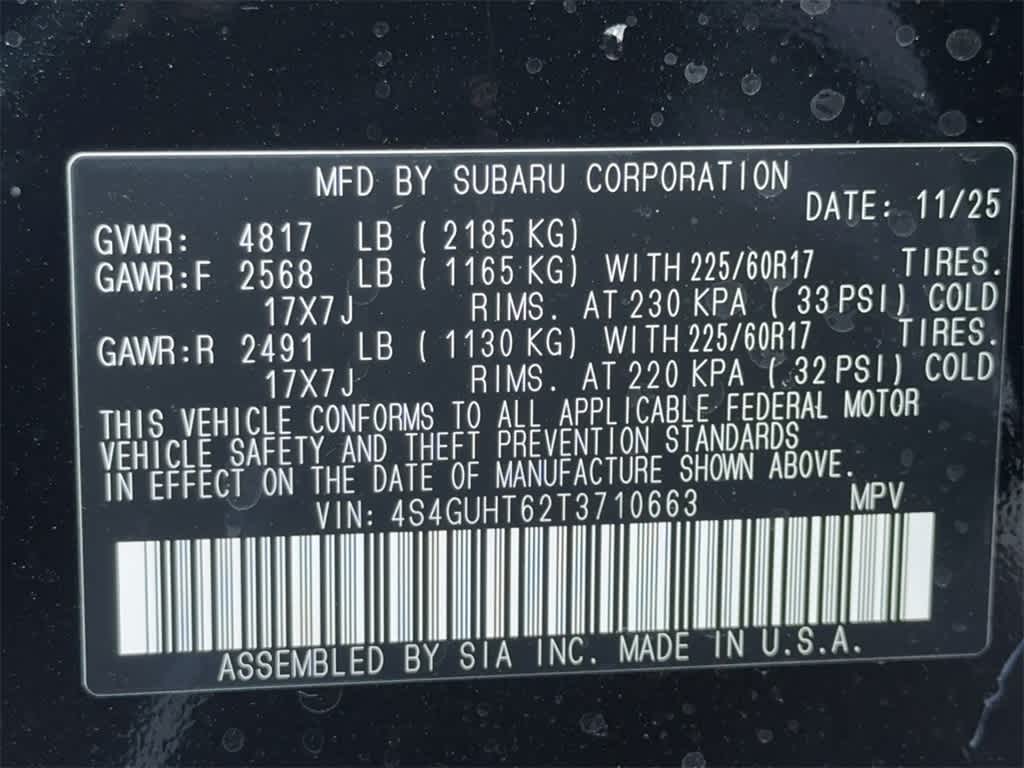 MFD BY SUBARU CORPORATION
DATE: 11/25
GVWR: 4817 LB ( 2185 KG)
GAWR:F 2568 LB ( 1165 KG) WITH 225/60R17 TIRES.
17X7J RIMS. AT 230 KPA ( 33 PSI) COLD
GAWR:R 2491 LB ( 1130 KG) WITH 225/60R17 TIRES.
17X7J RIMS. AT 220 KPA ( 32 PSI) COLD
THIS VEHICLE CONFORMS TO ALL APPLICABLE FEDERAL MOTOR
VEHICLE SAFETY AND THEFT PREVENTION STANDARDS
IN EFFECT ON THE DATE OF MANUFACTURE SHOWN ABOVE.
VIN: 4S4GUHT62T3710663 MPV
ASSEMBLED BY SIA INC. MADE IN U.S.A.